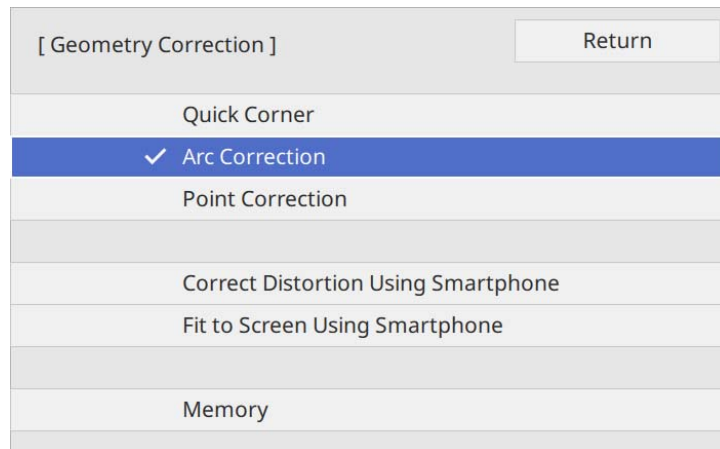 [ Geometry Correction ]
Return
Quick Corner
Arc Correction
Point Correction
Correct Distortion Using Smartphone
Fit to Screen Using Smartphone
Memory